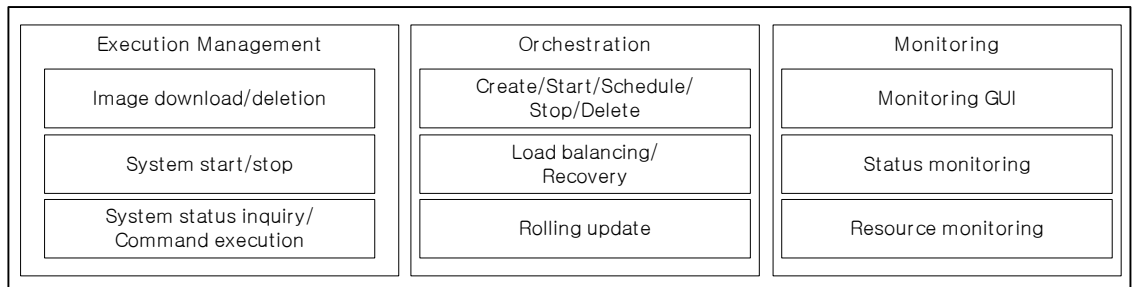 Execution Management
Image download/deletion
System start/stop
System status inquiry/
Command execution
Orchestration
Create/Start/Schedule/
Stop/Delete
Load balancing/
Recovery
Rolling update
Monitoring
Monitoring GUI
Status monitoring
Resource monitoring